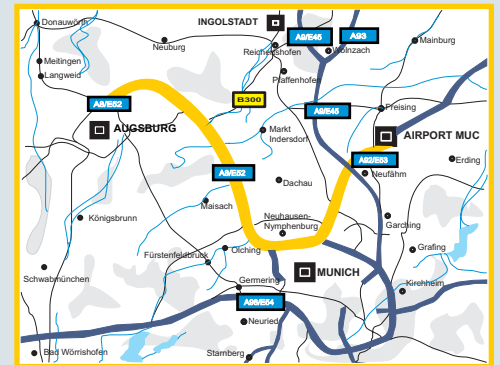 Donauwörth
INGOLSTADT
A9/E45
A93
Neuburg
Reichertshofen
Wolnzach
Mainburg
Meitingen
Langweid
Pfaffenhofen
A8/E52
B300
A9/E45
Freising
AUGSBURG
Markt
Indersdorf
AIRPORT MUC
A92/E53
Erding
A8/E52
Neufahrn
Dachau
Maisach
Königsbrunn
Neuhausen-
Nymphenburg
Garching
Olching
Grafing
Fürstenfeldbruck
MUNICH
Schwabmünchen
Germering
Kirchheim
A96/E54
Neuried
Bad Wörrishofen
Starnberg